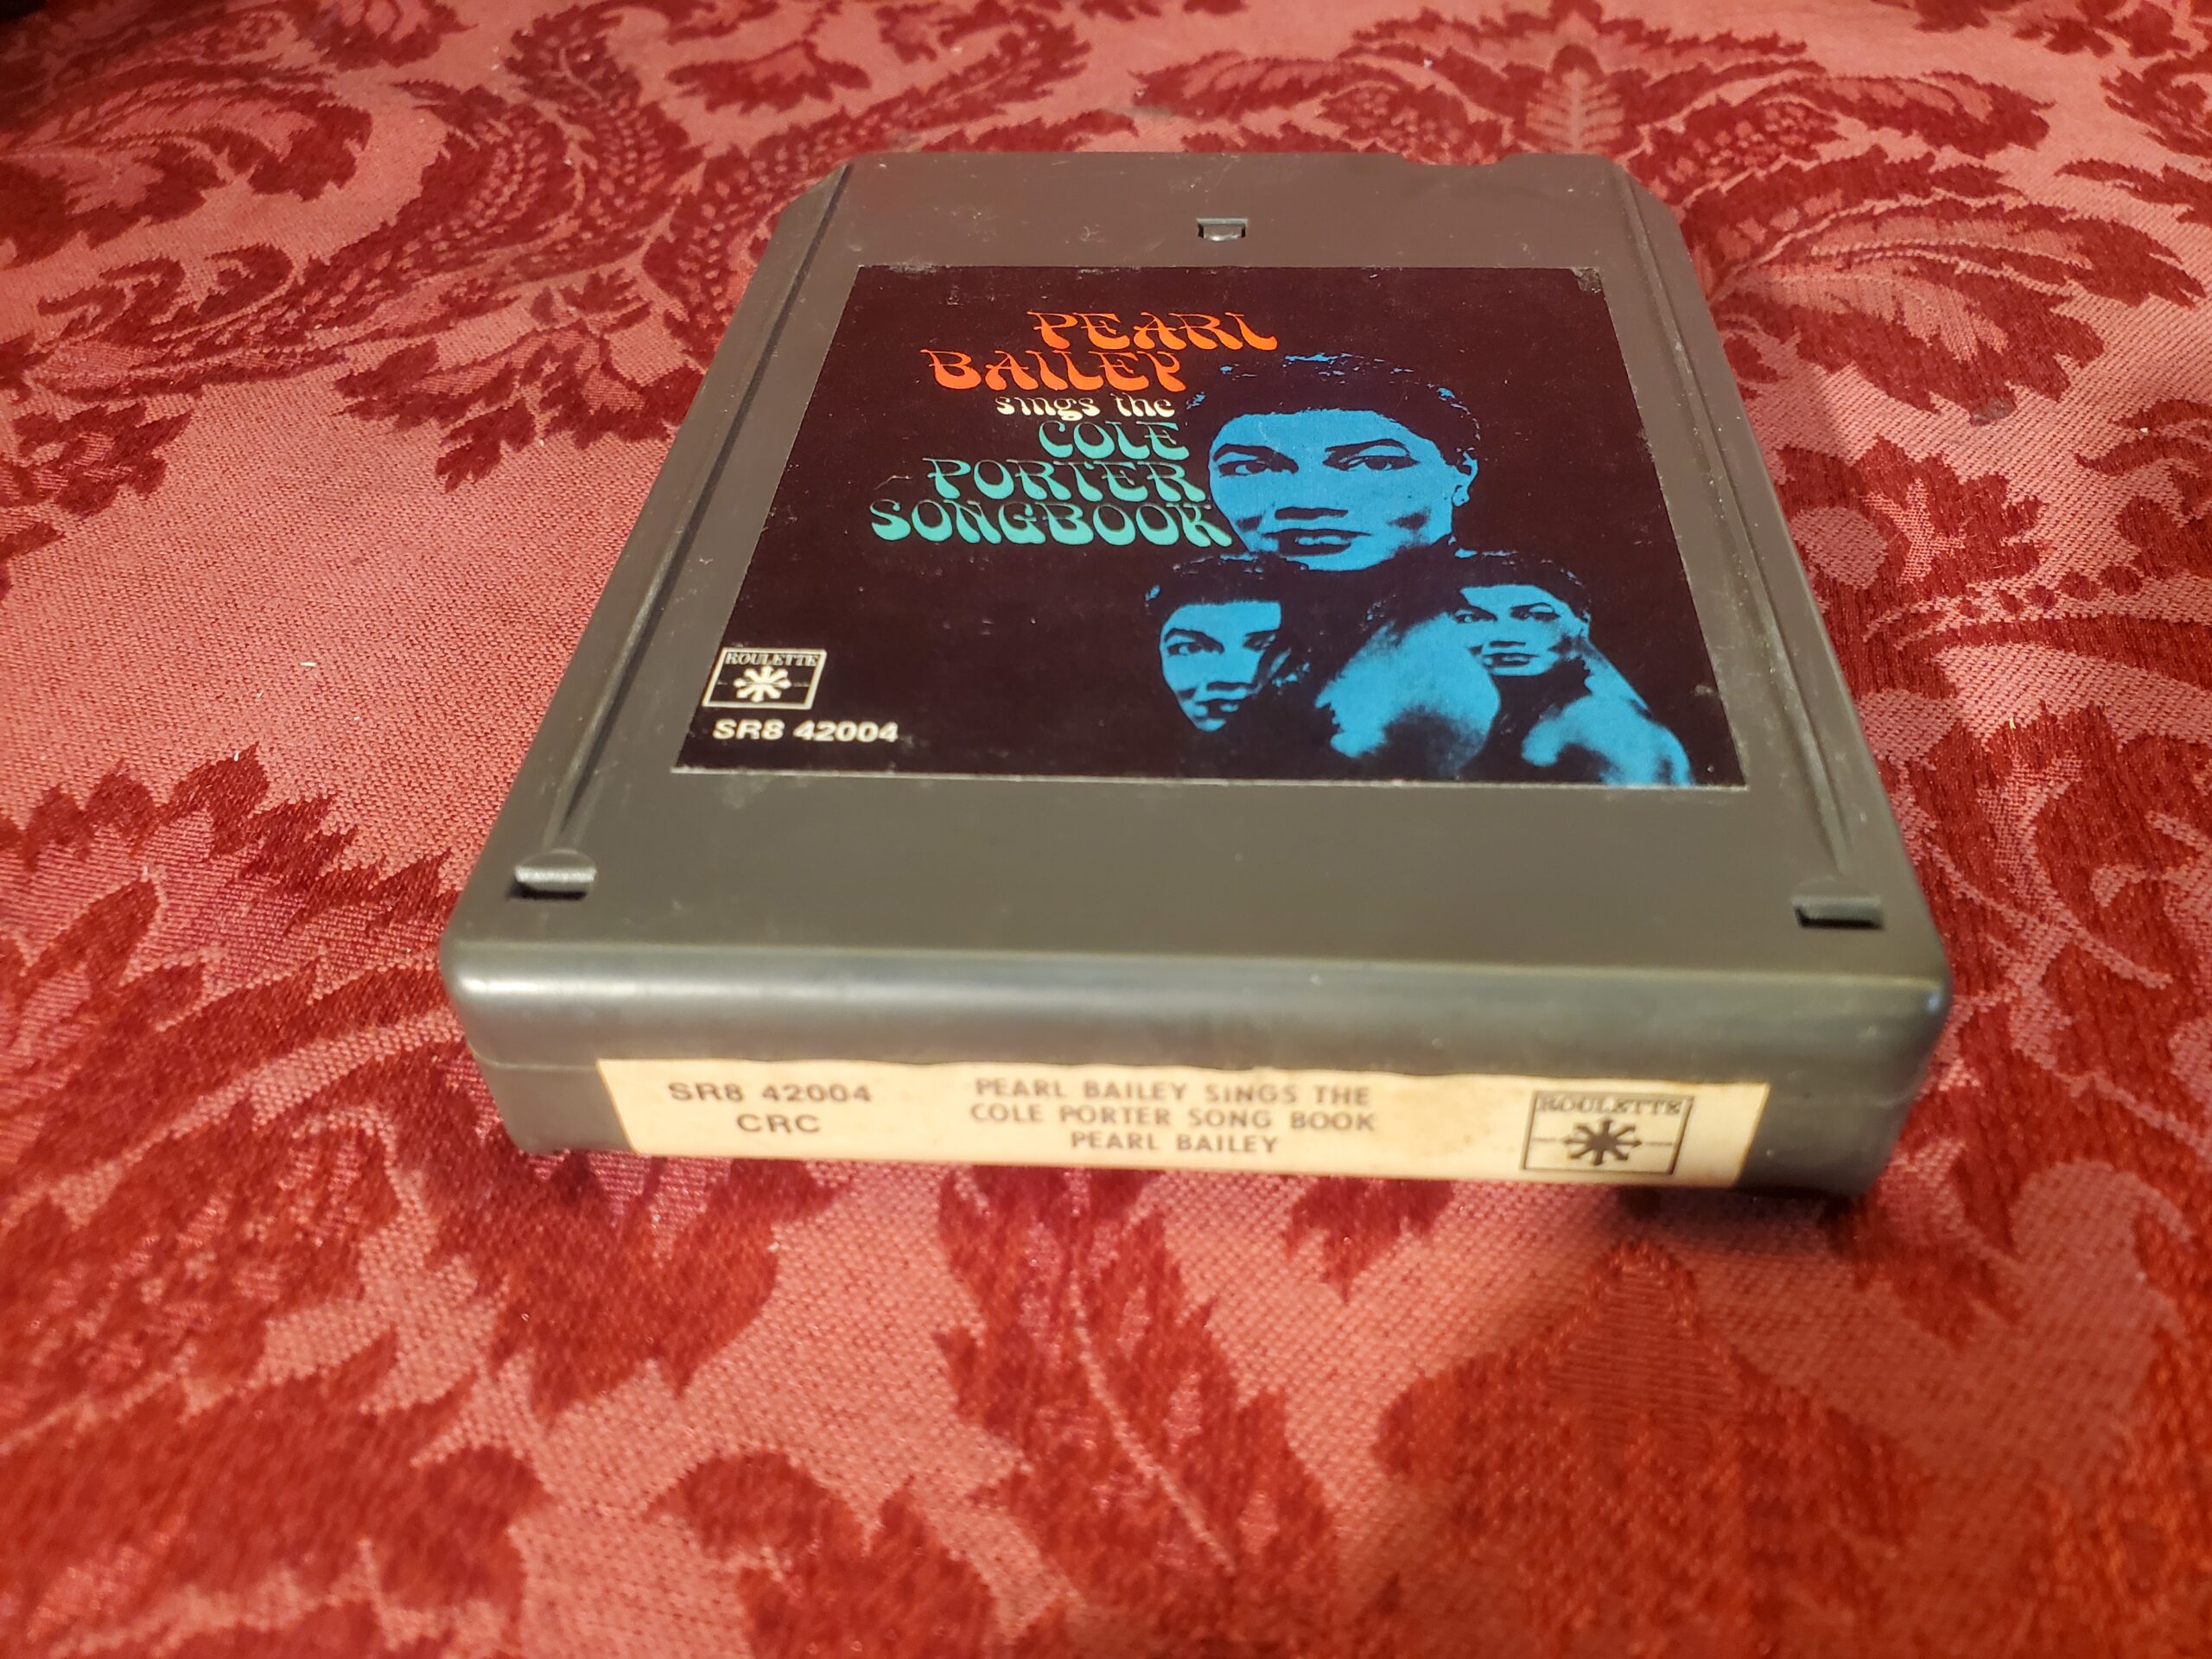 PEARL
BAILEY
sings the
COLE
PORTER
SONGBOOK
ROULETTE
SR8 42004
SR8 42004
CRC
PEARL BAILEY SiNGS THE
COLE PORTER SONG BOOK
PEARL BAILEY
ROULETTE